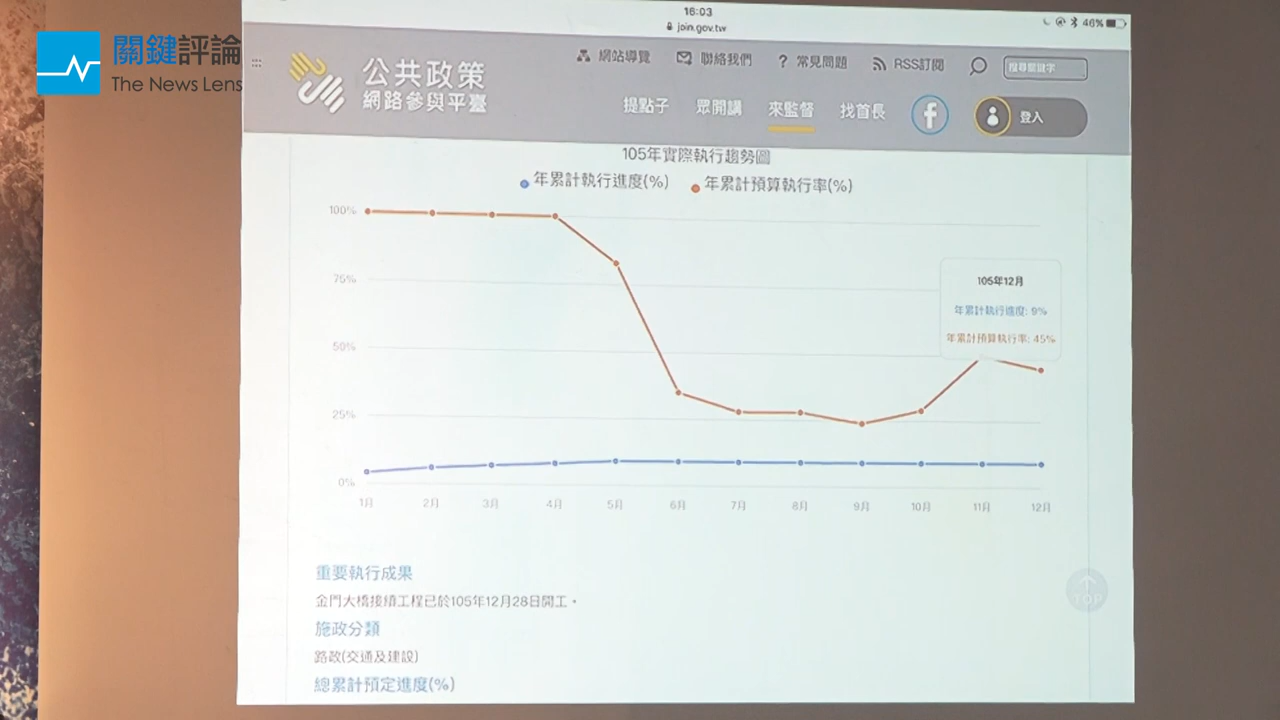 16:03
join.gov.tw
46%
關鍵評論
The News Lens
公共政策
網路參與平臺
網站導覽
聯絡我們
? 常見問題
RSS訂閱
搜尋關鍵字
提點子
眾開講
來監督
找首長
登入
105年實際執行趨勢圖
年累計執行進度(%)
年累計預算執行率(%)
100%
75%
50%
25%
0%
105年12月
年累計執行進度: 9%
年累計預算執行率: 45%
1月 2月 3月 4月 5月 6月 7月 8月 9月 10月 11月 12月
重要執行成果
金門大橋接續工程已於105年12月28日開工。
TOP
施政分類
路政(交通及建設)
總累計預定進度(%)